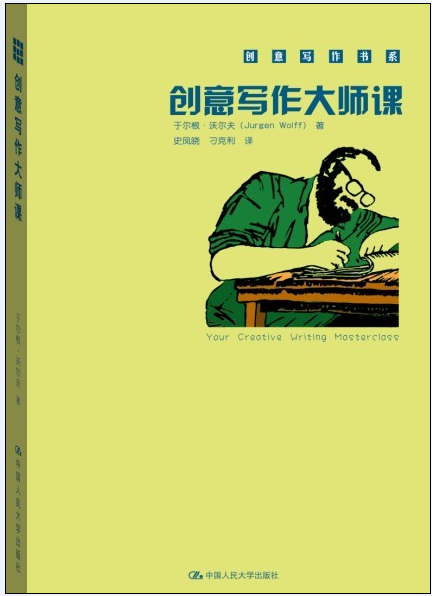 创意写作书系
创意写作大师课
于尔根·沃尔夫（Jurgen Wolff） 著
史凤晓 刁克利 译
Your Creative Writing Masterclass
中国人民大学出版社
创意写作大师课
于尔根·沃尔夫 著
中国人民大学出版社